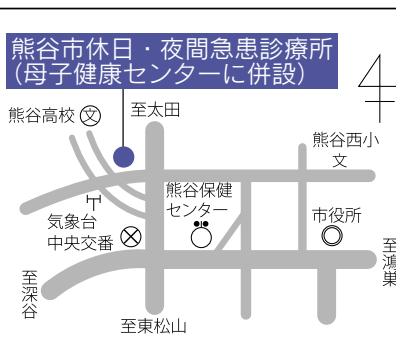 熊谷市休日・夜間急患診療所
(母子健康センターに併設)
熊谷高校 文
至太田
熊谷西小
文
熊谷保健
センター
気象台
中央交番
市役所
至鴻巣
至深谷
至東松山